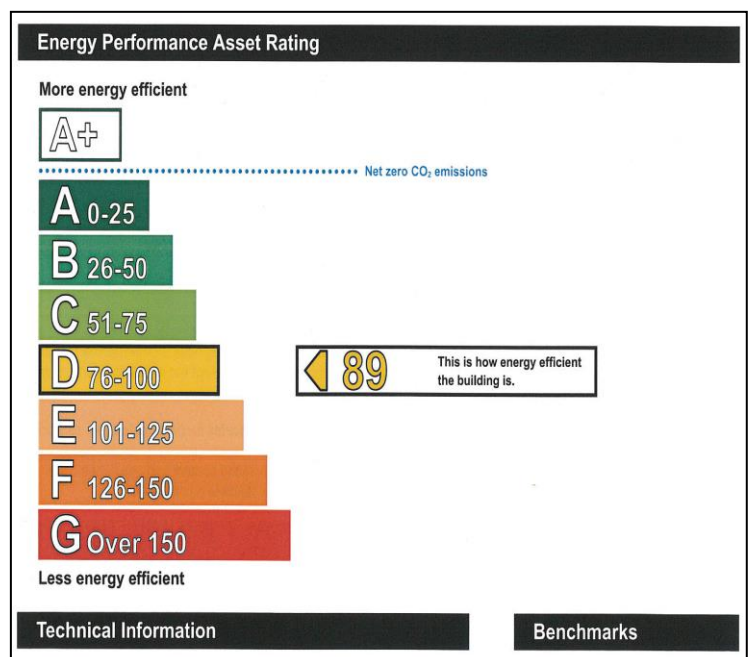 Energy Performance Asset Rating
More energy efficient
A+
Net zero CO₂ emissions
A 0-25
B 26-50
C 51-75
D 76-100
89 This is how energy efficient
the building is.
E 101-125
F 126-150
G Over 150
Less energy efficient
Technical Information
Benchmarks